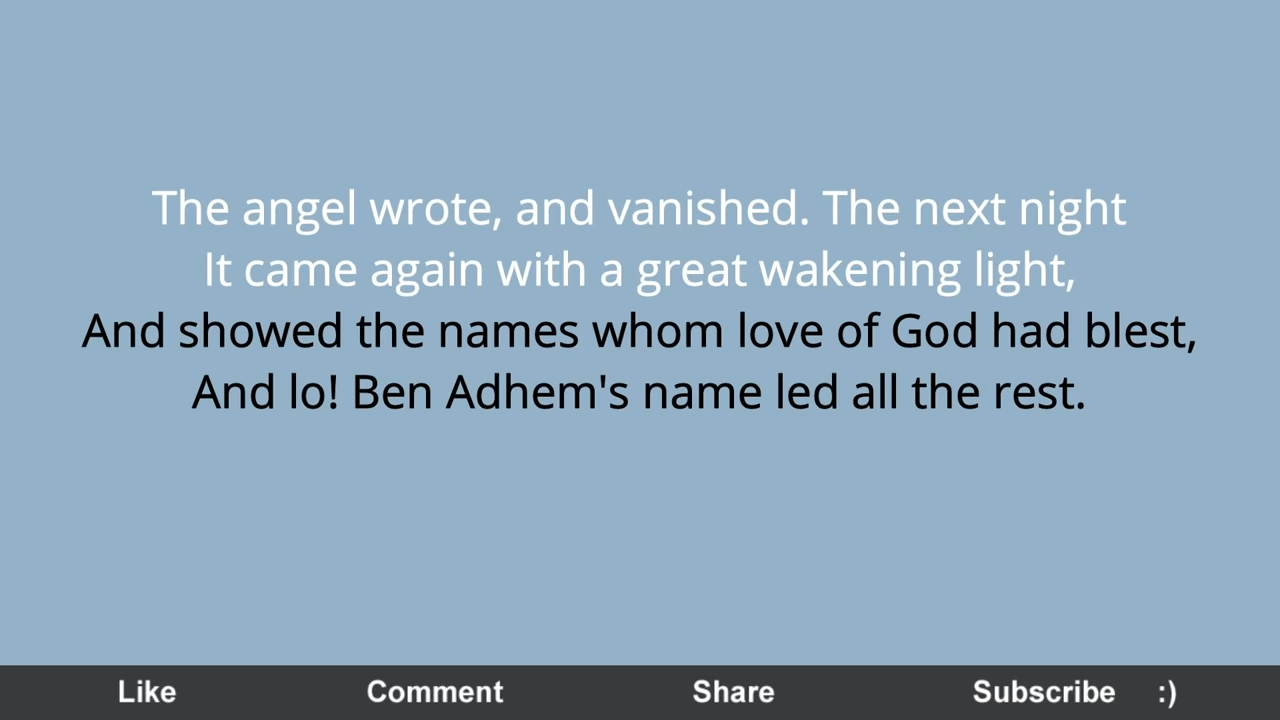 The angel wrote, and vanished. The next night
It came again with a great wakening light,
And showed the names whom love of God had blest,
And lo! Ben Adhem's name led all the rest.
Like Comment Share Subscribe :)